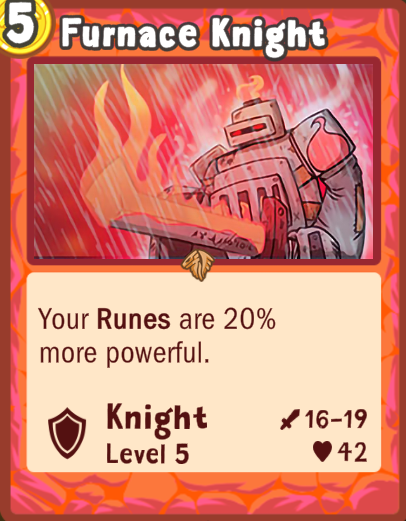 5
Furnace Knight
Your Runes are 20%
more powerful.
Knight
16–19
Level 5
42